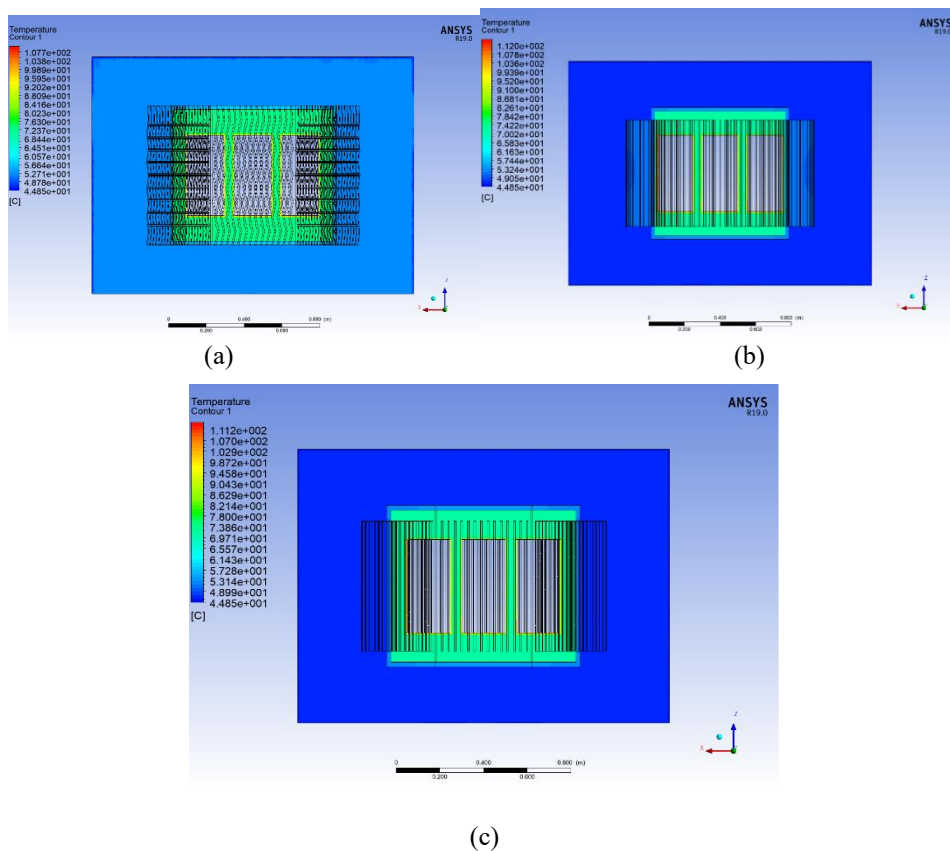 Temperature
Contour 1
1.077e+002
1.038e+002
9.989e+001
9.595e+001
9.202e+001
8.809e+001
8.416e+001
8.023e+001
7.630e+001
7.237e+001
6.844e+001
6.451e+001
6.057e+001
5.664e+001
5.271e+001
4.878e+001
4.485e+001
[C]
ANSYS
R19.0
0
0.200
0.400
0.600
0.800
(m)
X
Z
(a)
Temperature
Contour 1
1.120e+002
1.078e+002
1.036e+002
9.939e+001
9.520e+001
9.100e+001
8.681e+001
8.261e+001
7.842e+001
7.422e+001
7.002e+001
6.583e+001
6.163e+001
5.744e+001
5.324e+001
4.905e+001
4.485e+001
[C]
ANSYS
R19.0
0
0.200
0.400
0.600
0.800
(m)
X
Z
(b)
Temperature
Contour 1
1.112e+002
1.070e+002
1.029e+002
9.872e+001
9.458e+001
9.043e+001
8.629e+001
8.214e+001
7.800e+001
7.386e+001
6.971e+001
6.557e+001
6.143e+001
5.728e+001
5.314e+001
4.899e+001
4.485e+001
[C]
ANSYS
R19.0
0
0.200
0.400
0.600
0.800
(m)
X
Z
(c)